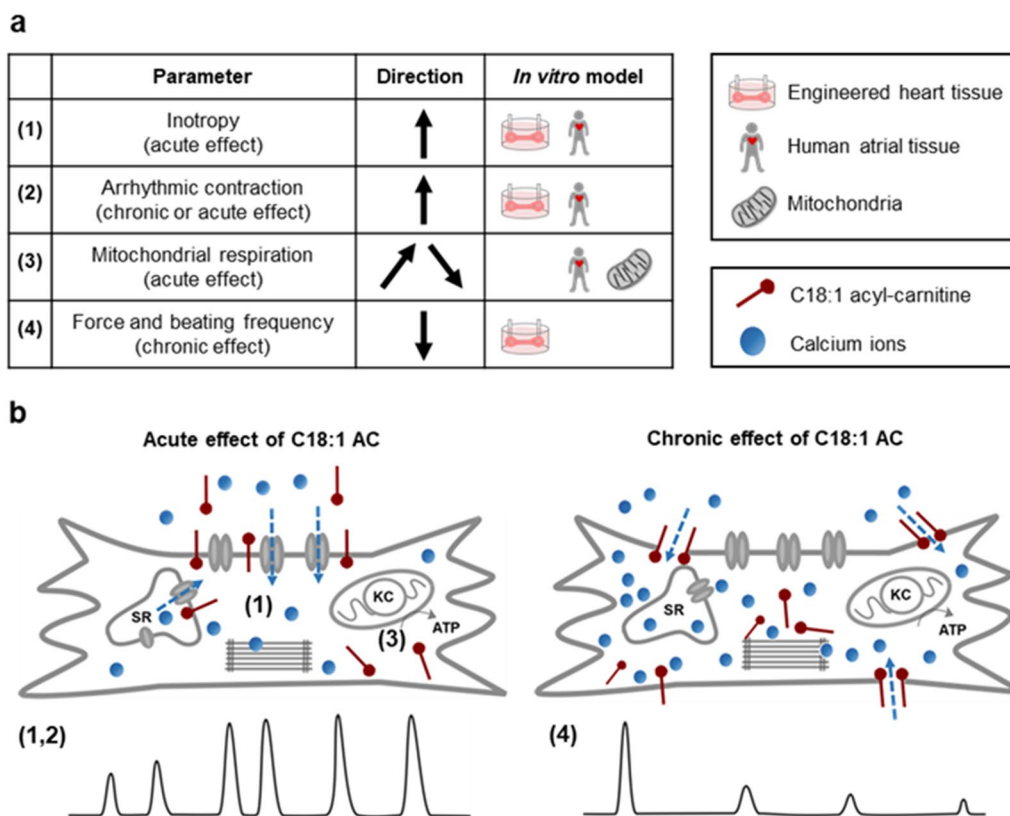 a
Parameter Direction In vitro model
(1) Inotropy
(acute effect)
(2) Arrhythmic contraction
(chronic or acute effect)
(3) Mitochondrial respiration
(acute effect)
(4) Force and beating frequency
(chronic effect)
Engineered heart tissue
Human atrial tissue
Mitochondria
C18:1 acyl-carnitine
Calcium ions
b
Acute effect of C18:1 AC
SR
(1)
KC
(3)
ATP
(1,2)
Chronic effect of C18:1 AC
SR
KC
ATP
(4)